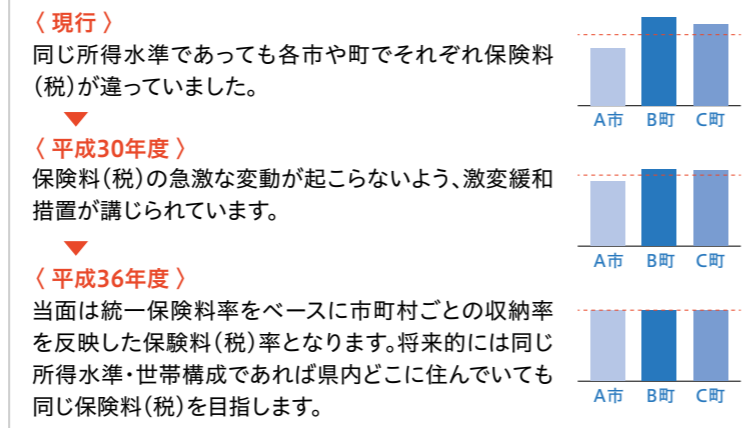 〈 現行 〉
同じ所得水準であっても各市や町でそれぞれ保険料
（税）が違っていました。
A市 B町 C町
〈 平成30年度 〉
保険料（税）の急激な変動が起こらないよう、激変緩和
措置が講じられています。
A市 B町 C町
〈 平成36年度 〉
当面は統一保険料率をベースに市町村ごとの収納率
を反映した保険料（税）率となります。将来的には同じ
所得水準・世帯構成であれば県内どこに住んでいても
同じ保険料（税）を目指します。
A市 B町 C町